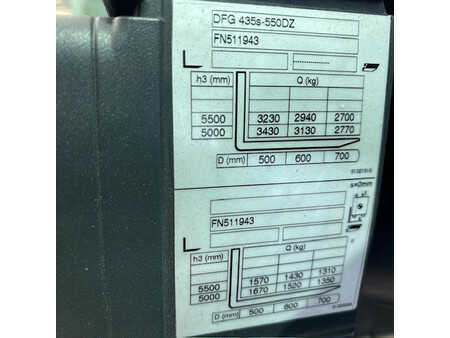 DFG 435s-550DZ
FN511943
h3 (mm) Q (kg)
5500 3230 2940 2700
5000 3430 3130 2770
D (mm) 500 600 700
s=0mm
FN511943
h3 (mm) Q (kg)
5500 1570 1430 1310
5000 1670 1520 1350
D (mm) 500 600 700